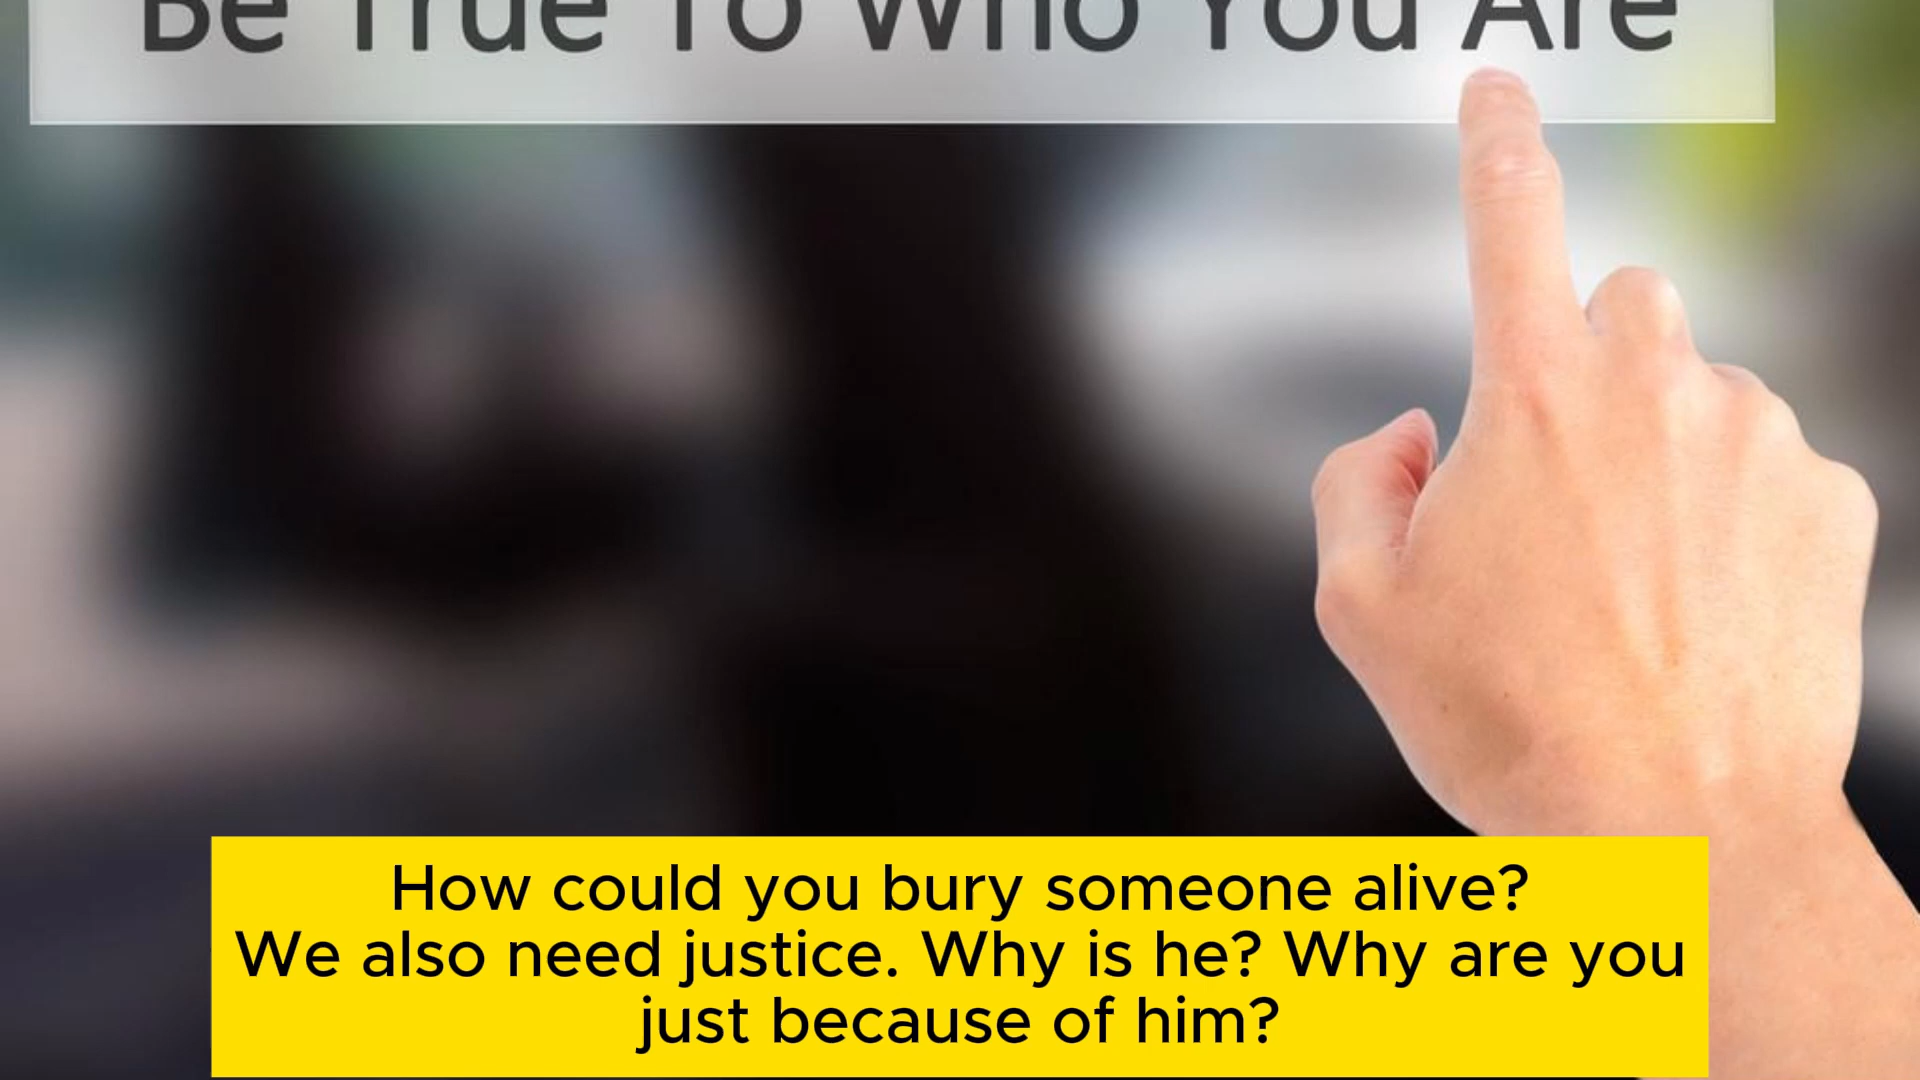 Be True To Who You Are
How could you bury someone alive?
We also need justice. Why is he? Why are you
just because of him?